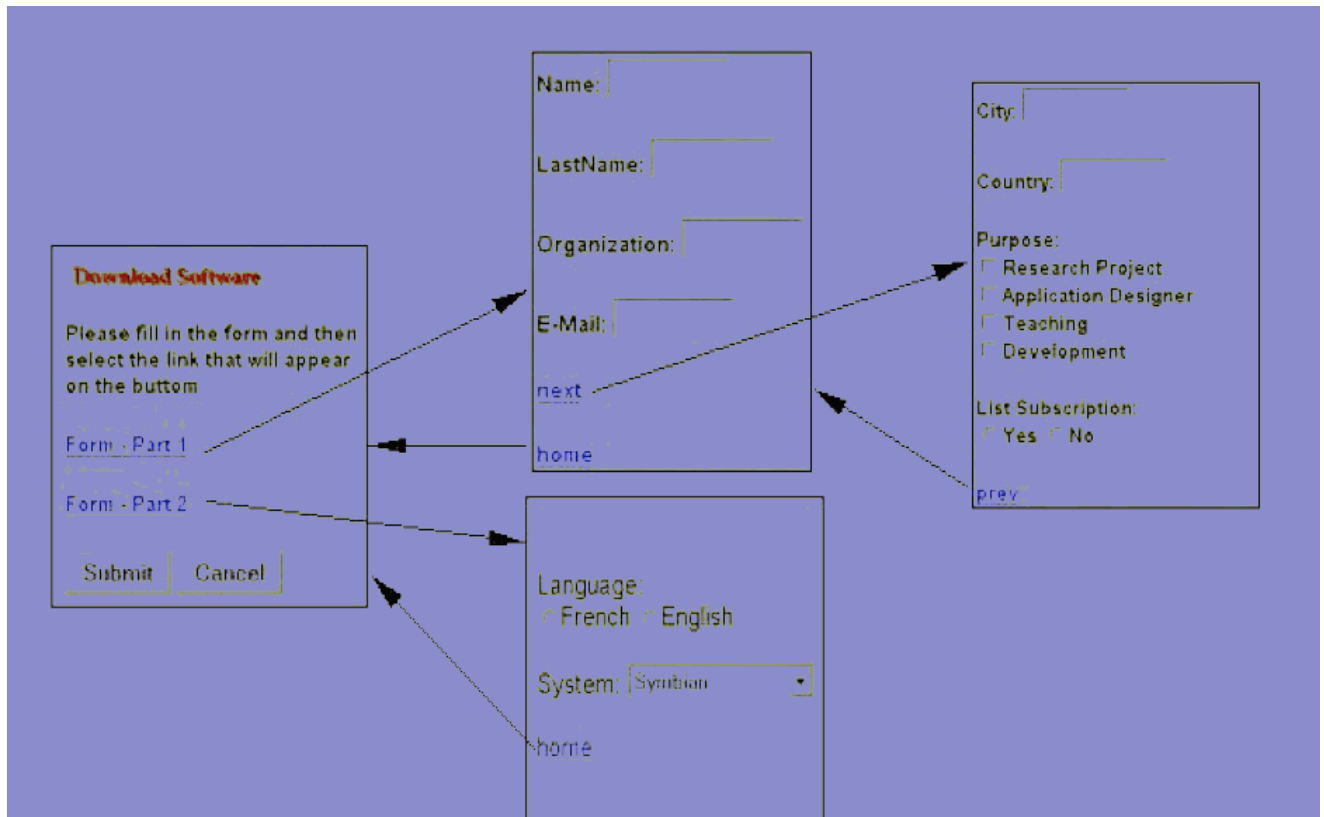 Download Software
Please fill in the form and then
select the link that will appear
on the buttom
Form - Part 1
Form - Part 2
Submit Cancel
Name:
LastName:
Organization:
E-Mail:
next
home
Language:
French English
System: Symbian
home
City:
Country:
Purpose:
Research Project
Application Designer
Teaching
Development
List Subscription:
Yes No
prev